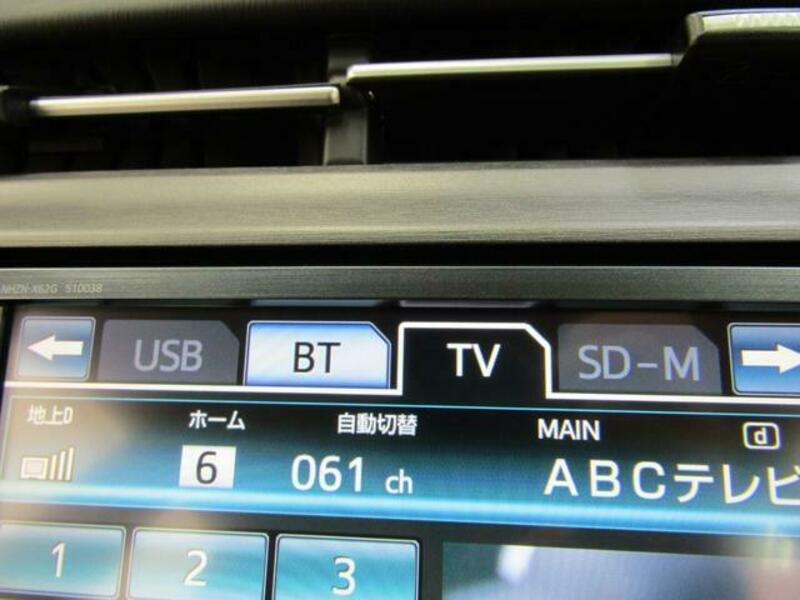 NHZN-X62G 510038
USB BT TV SD-M
地上D ホーム 自動切替 MAIN d
6 061 ch ABCテレビ
1 2 3